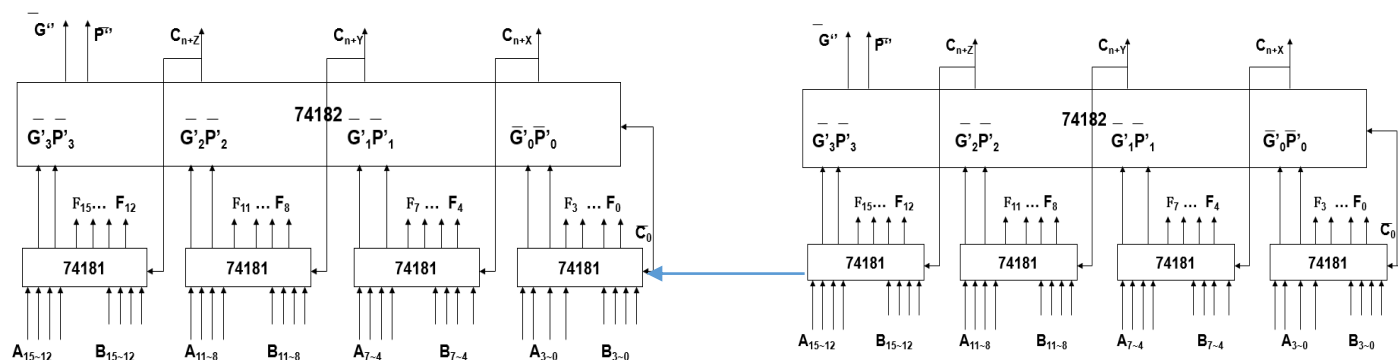 G‘’ P‘’ Cn+Z Cn+Y Cn+X
74182
G’3P’3 G’2P’2 G’1P’1 G’0P’0
F15… F12 F11 … F8 F7 … F4 F3 … F0
C0
74181 74181 74181 74181
A15~12 B15~12 A11~8 B11~8 A7~4 B7~4 A3~0 B3~0
G‘’ P‘’ Cn+Z Cn+Y Cn+X
74182
G’3P’3 G’2P’2 G’1P’1 G’0P’0
F15… F12 F11 … F8 F7 … F4 F3 … F0
C0
74181 74181 74181 74181
A15~12 B15~12 A11~8 B11~8 A7~4 B7~4 A3~0 B3~0